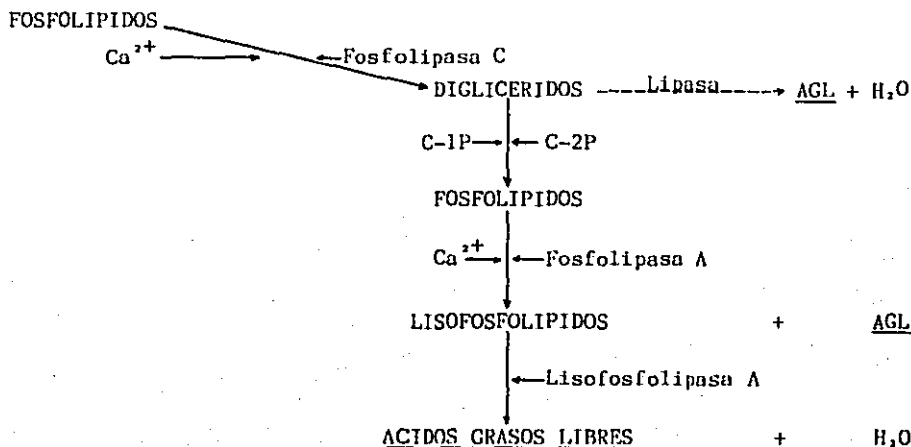 FOSFOLIPIDOS
Ca²⁺ Fosfolipasa C
DIGLICERIDOS Lipasa AGL + H₂O
C-1P C-2P
FOSFOLIPIDOS
Ca²⁺ Fosfolipasa A
LISOFOSFOLIPIDOS + AGL
Lisofosfolipasa A
ACIDOS GRASOS LIBRES + H₂O